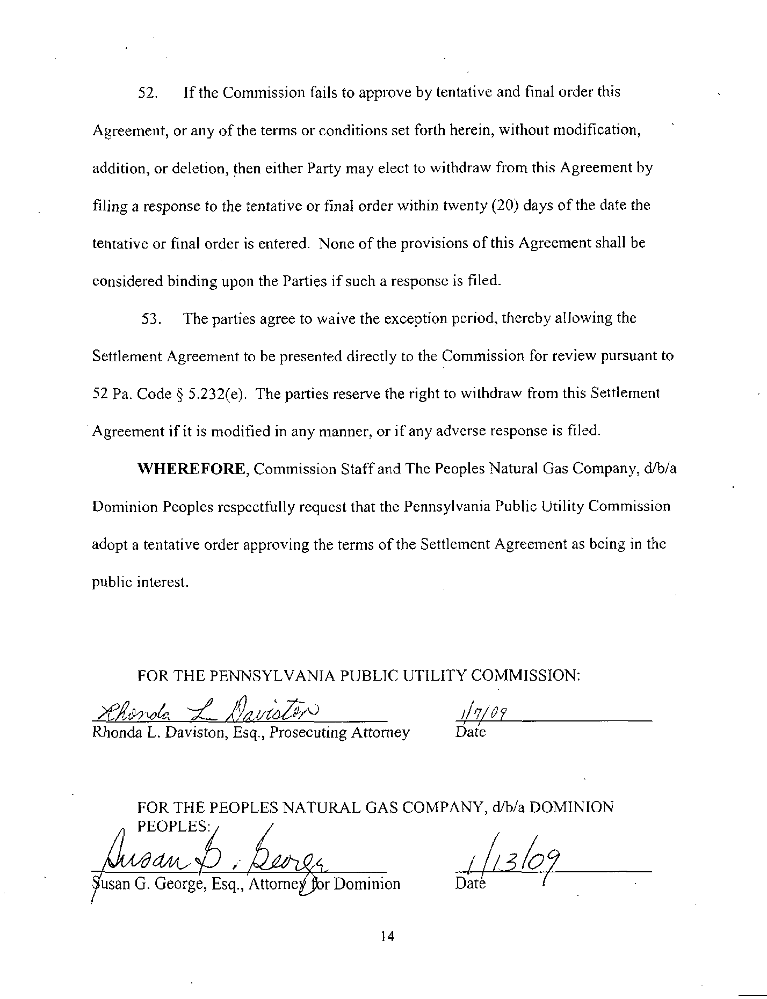 52. If the Commission fails to approve by tentative and final order this
Agreement, or any of the terms or conditions set forth herein, without modification,
addition, or deletion, then either Party may elect to withdraw from this Agreement by
filing a response to the tentative or final order within twenty (20) days of the date the
tentative or final order is entered. None of the provisions of this Agreement shall be
considered binding upon the Parties if such a response is filed.
53. The parties agree to waive the exception period, thereby allowing the
Settlement Agreement to be presented directly to the Commission for review pursuant to
52 Pa. Code § 5.232(e). The parties reserve the right to withdraw from this Settlement
Agreement if it is modified in any manner, or if any adverse response is filed.
WHEREFORE, Commission Staff and The Peoples Natural Gas Company, d/b/a
Dominion Peoples respectfully request that the Pennsylvania Public Utility Commission
adopt a tentative order approving the terms of the Settlement Agreement as being in the
public interest.
FOR THE PENNSYLVANIA PUBLIC UTILITY COMMISSION:
Rhonda L Daviston 1/7/09
Rhonda L. Daviston, Esq., Prosecuting Attorney Date
FOR THE PEOPLES NATURAL GAS COMPANY, d/b/a DOMINION
PEOPLES:
Susan G. George 1/13/09
Susan G. George, Esq., Attorney for Dominion Date
14